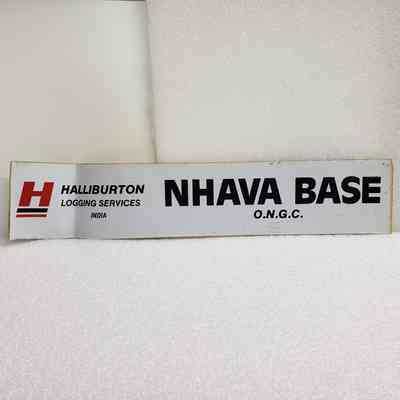 H
HALLIBURTON
LOGGING SERVICES
INDIA
NHAVA BASE
O.N.G.C.